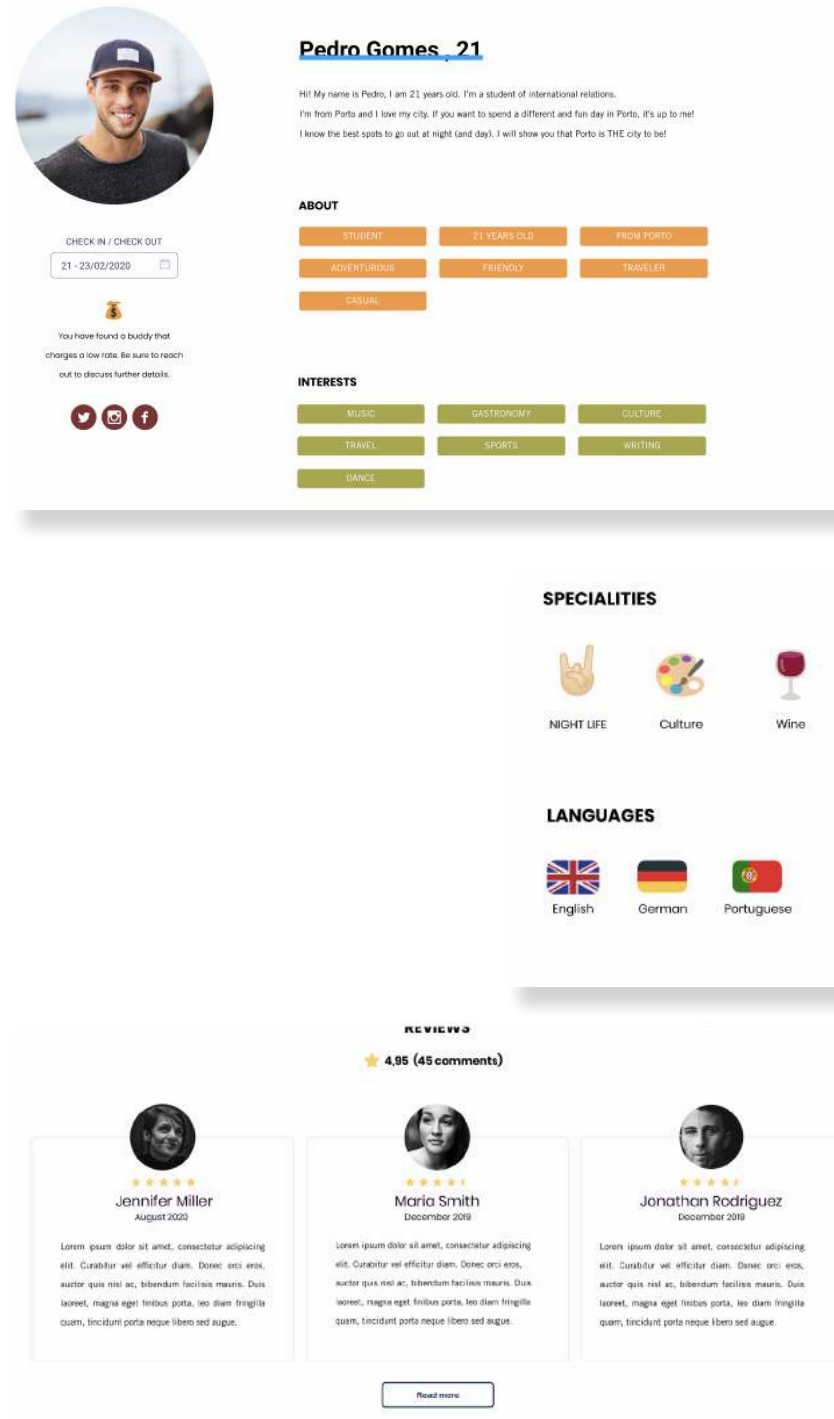 Pedro Gomes , 21
Hi! My name is Pedro, I am 21 years old. I'm a student of international relations.
I'm from Porto and I love my city. If you want to spend a different and fun day in Porto, it's up to me!
I know the best spots to go out at night (and day). I will show you that Porto is THE city to be!
CHECK IN / CHECK OUT
21 - 23/02/2020
You have found a buddy that
charges a low rate. Be sure to reach
out to discuss further details.
ABOUT
STUDENT 21 YEARS OLD FROM PORTO
ADVENTUROUS FRIENDLY TRAVELER
CASUAL
INTERESTS
MUSIC GASTRONOMY CULTURE
TRAVEL SPORTS WRITING
DANCE
SPECIALITIES
NIGHT LIFE Culture Wine
LANGUAGES
English German Portuguese
REVIEWS
4,95 (45 comments)
Jennifer Miller
August 2020
Lorem ipsum dolor sit amet, consectetur adipiscing
elit. Curabitur vel efficitur diam. Donec orci eros,
auctor quis nisl ac, bibendum facilisis mauris. Duis
laoreet, magna eget finibus porta, leo diam fringilla
quam, tincidunt porta neque libero sed augue.
Maria Smith
December 2019
Lorem ipsum dolor sit amet, consectetur adipiscing
elit. Curabitur vel efficitur diam. Donec orci eros,
auctor quis nisl ac, bibendum facilisis mauris. Duis
laoreet, magna eget finibus porta, leo diam fringilla
quam, tincidunt porta neque libero sed augue.
Jonathan Rodriguez
December 2019
Lorem ipsum dolor sit amet, consectetur adipiscing
elit. Curabitur vel efficitur diam. Donec orci eros,
auctor quis nisl ac, bibendum facilisis mauris. Duis
laoreet, magna eget finibus porta, leo diam fringilla
quam, tincidunt porta neque libero sed augue.
Read more